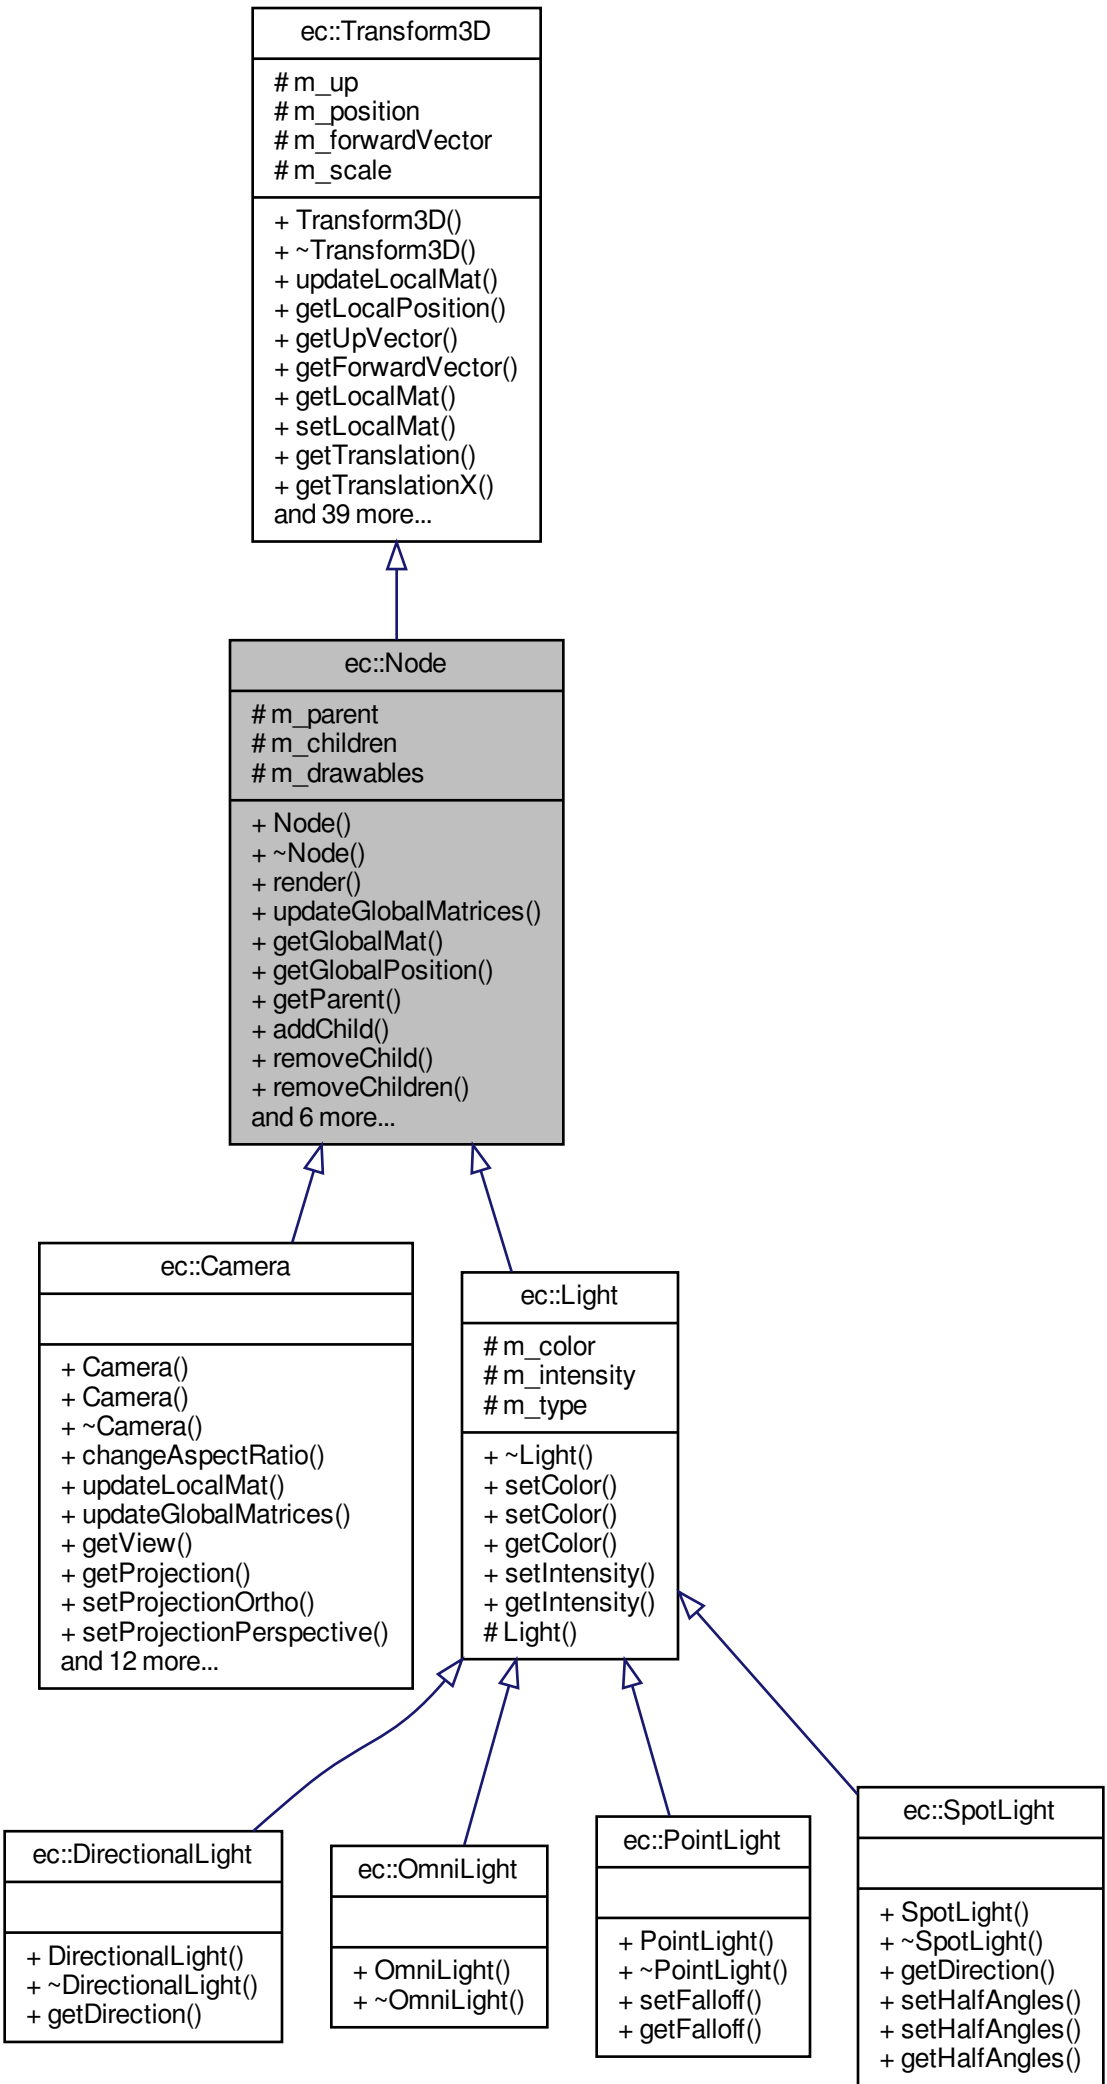 ec::Transform3D
# m_up
# m_position
# m_forwardVector
# m_scale
+ Transform3D()
+ ~Transform3D()
+ updateLocalMat()
+ getLocalPosition()
+ getUpVector()
+ getForwardVector()
+ getLocalMat()
+ setLocalMat()
+ getTranslation()
+ getTranslationX()
and 39 more...
ec::Node
# m_parent
# m_children
# m_drawables
+ Node()
+ ~Node()
+ render()
+ updateGlobalMatrices()
+ getGlobalMat()
+ getGlobalPosition()
+ getParent()
+ addChild()
+ removeChild()
+ removeChildren()
and 6 more...
ec::Camera
+ Camera()
+ Camera()
+ ~Camera()
+ changeAspectRatio()
+ updateLocalMat()
+ updateGlobalMatrices()
+ getView()
+ getProjection()
+ setProjectionOrtho()
+ setProjectionPerspective()
and 12 more...
ec::Light
# m_color
# m_intensity
# m_type
+ ~Light()
+ setColor()
+ setColor()
+ getColor()
+ setIntensity()
+ getIntensity()
# Light()
ec::DirectionalLight
+ DirectionalLight()
+ ~DirectionalLight()
+ getDirection()
ec::OmniLight
+ OmniLight()
+ ~OmniLight()
ec::PointLight
+ PointLight()
+ ~PointLight()
+ setFalloff()
+ getFalloff()
ec::SpotLight
+ SpotLight()
+ ~SpotLight()
+ getDirection()
+ setHalfAngles()
+ setHalfAngles()
+ getHalfAngles()